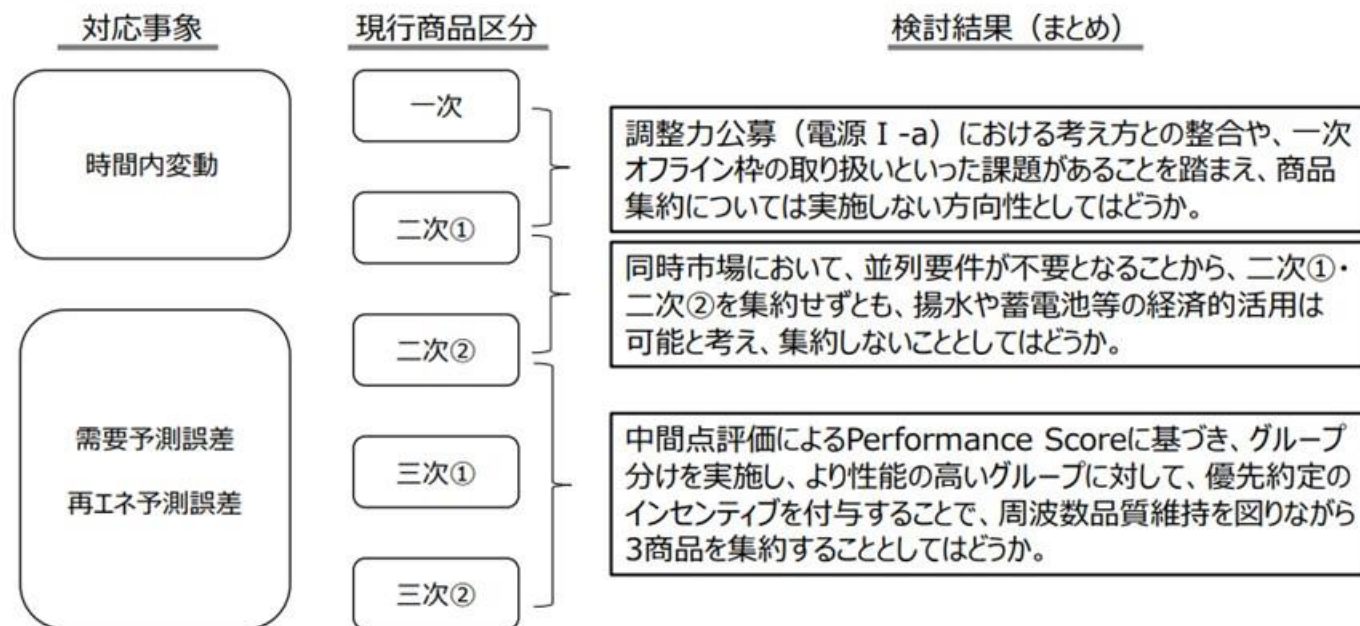 対応事象
現行商品区分
検討結果（まとめ）
時間内変動
一次
二次①
調整力公募（電源Ⅰ-a）における考え方との整合や、一次
オフライン枠の取り扱いといった課題があることを踏まえ、商品
集約については実施しない方向性としてはどうか。
同時市場において、並列要件が不要となることから、二次①・
二次②を集約せずとも、揚水や蓄電池等の経済的活用は
可能と考え、集約しないこととしてはどうか。
需要予測誤差
再エネ予測誤差
二次②
三次①
三次②
中間点評価によるPerformance Scoreに基づき、グループ
分けを実施し、より性能の高いグループに対して、優先約定の
インセンティブを付与することで、周波数品質維持を図りながら
3商品を集約することとしてはどうか。